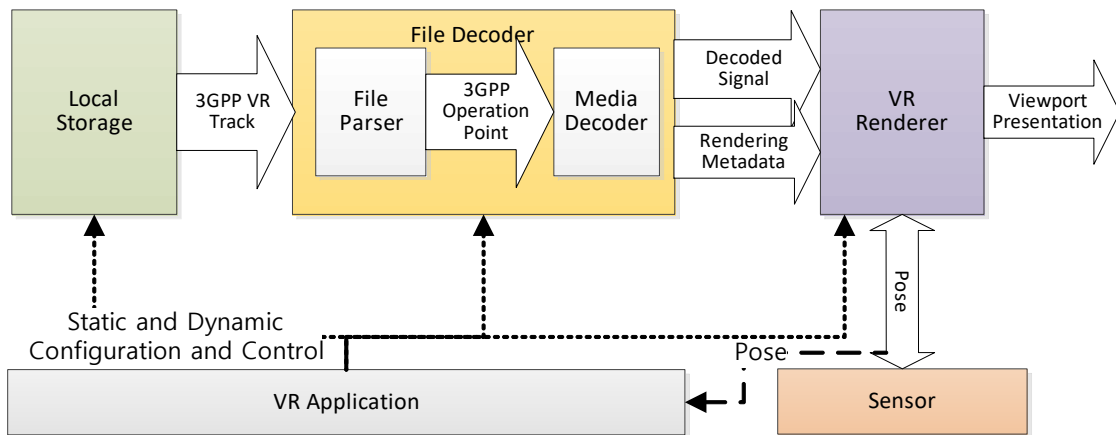 File Decoder
Local
Storage
3GPP VR
Track
File
Parser
3GPP
Operation
Point
Media
Decoder
Decoded
Signal
Rendering
Metadata
VR
Renderer
Viewport
Presentation
Pose
Static and Dynamic
Configuration and Control
Pose
VR Application
Sensor